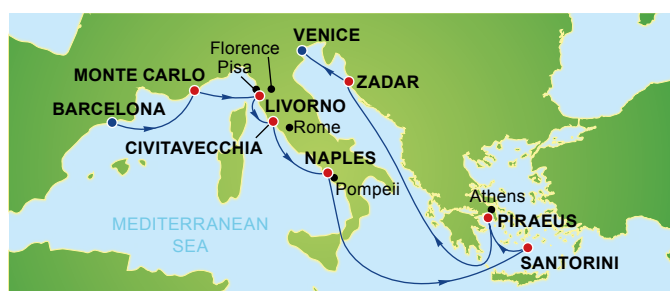 VENICE
Florence
Pisa
MONTE CARLO
ZADAR
BARCELONA
LIVORNO
Rome
CIVITAVECCHIA
NAPLES
Pompeii
Athens
MEDITERRANEAN
SEA
PIRAEUS
SANTORINI